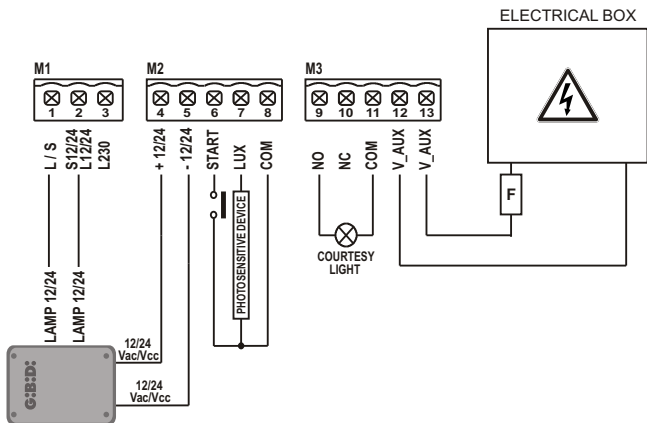 ELECTRICAL BOX
M1
M2
M3
1 2 3
4 5 6 7 8
9 10 11 12 13
L / S
S12/24
L12/24
L230
+ 12/24
- 12/24
START
LUX
COM
NO
NC
COM
V_AUX
V_AUX
F
PHOTOSENSITIVE DEVICE
COURTESY
LIGHT
LAMP 12/24
LAMP 12/24
12/24
Vac/Vcc
12/24
Vac/Vcc
GiBiDi